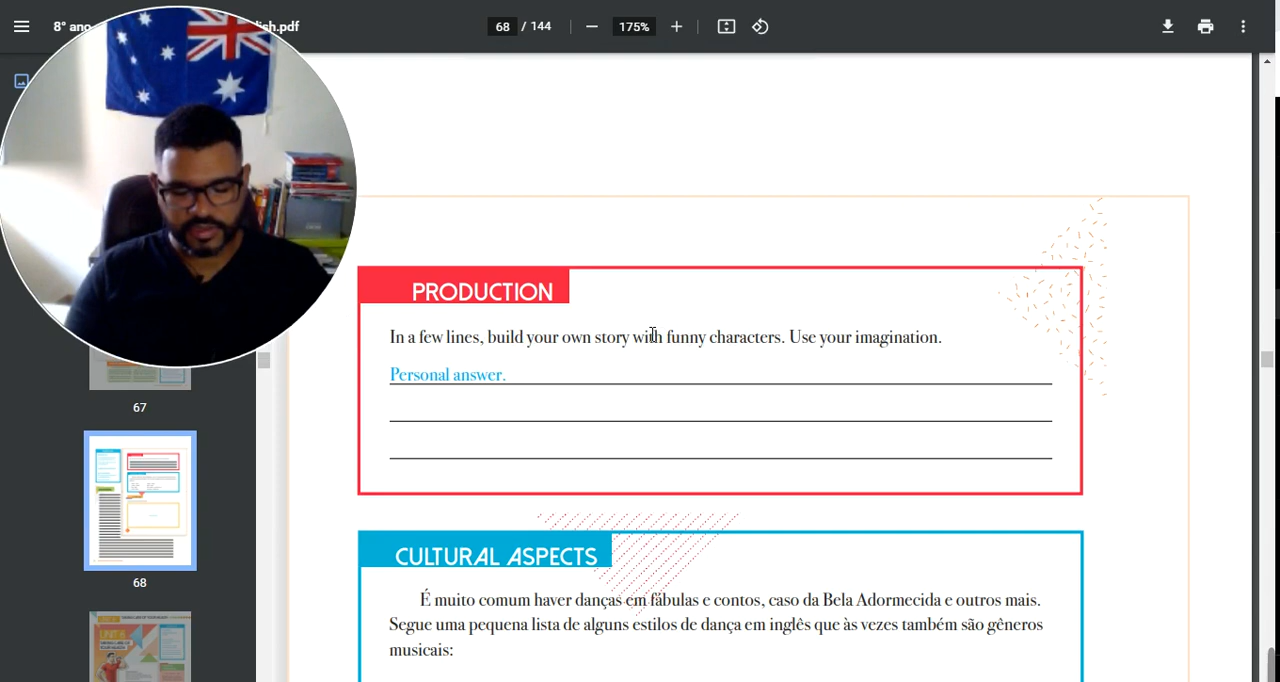 8º ano
lish.pdf
68 / 144
175%
67
68
PRODUCTION
In a few lines, build your own story with funny characters. Use your imagination.
Personal answer.
CULTURAL ASPECTS
É muito comum haver danças em fábulas e contos, caso da Bela Adormecida e outros mais.
Segue uma pequena lista de alguns estilos de dança em inglês que às vezes também são gêneros
musicais: